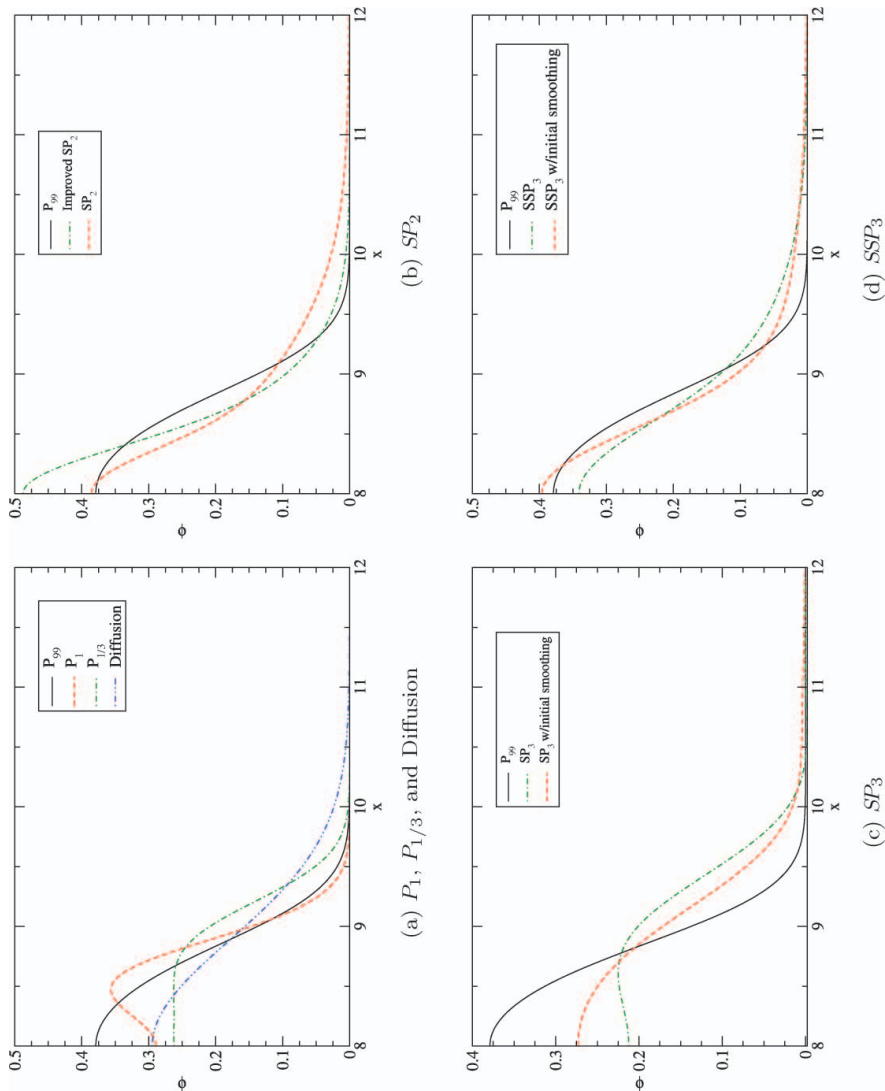 0.5
0.4
0.3
0.2
0.1
0
ϕ
8
9
10
11
12
x
P99
P1
P1/3
Diffusion
(a) P1, P1/3, and Diffusion
0.5
0.4
0.3
0.2
0.1
0
ϕ
8
9
10
11
12
x
P99
Improved SP2
SP2
(b) SP2
0.4
0.3
0.2
0.1
0
ϕ
8
9
10
11
12
x
P99
SP3
SP3 w/initial smoothing
(c) SP3
0.5
0.4
0.3
0.2
0.1
0
ϕ
8
9
10
11
12
x
P99
SSP3
SSP3 w/initial smoothing
(d) SSP3